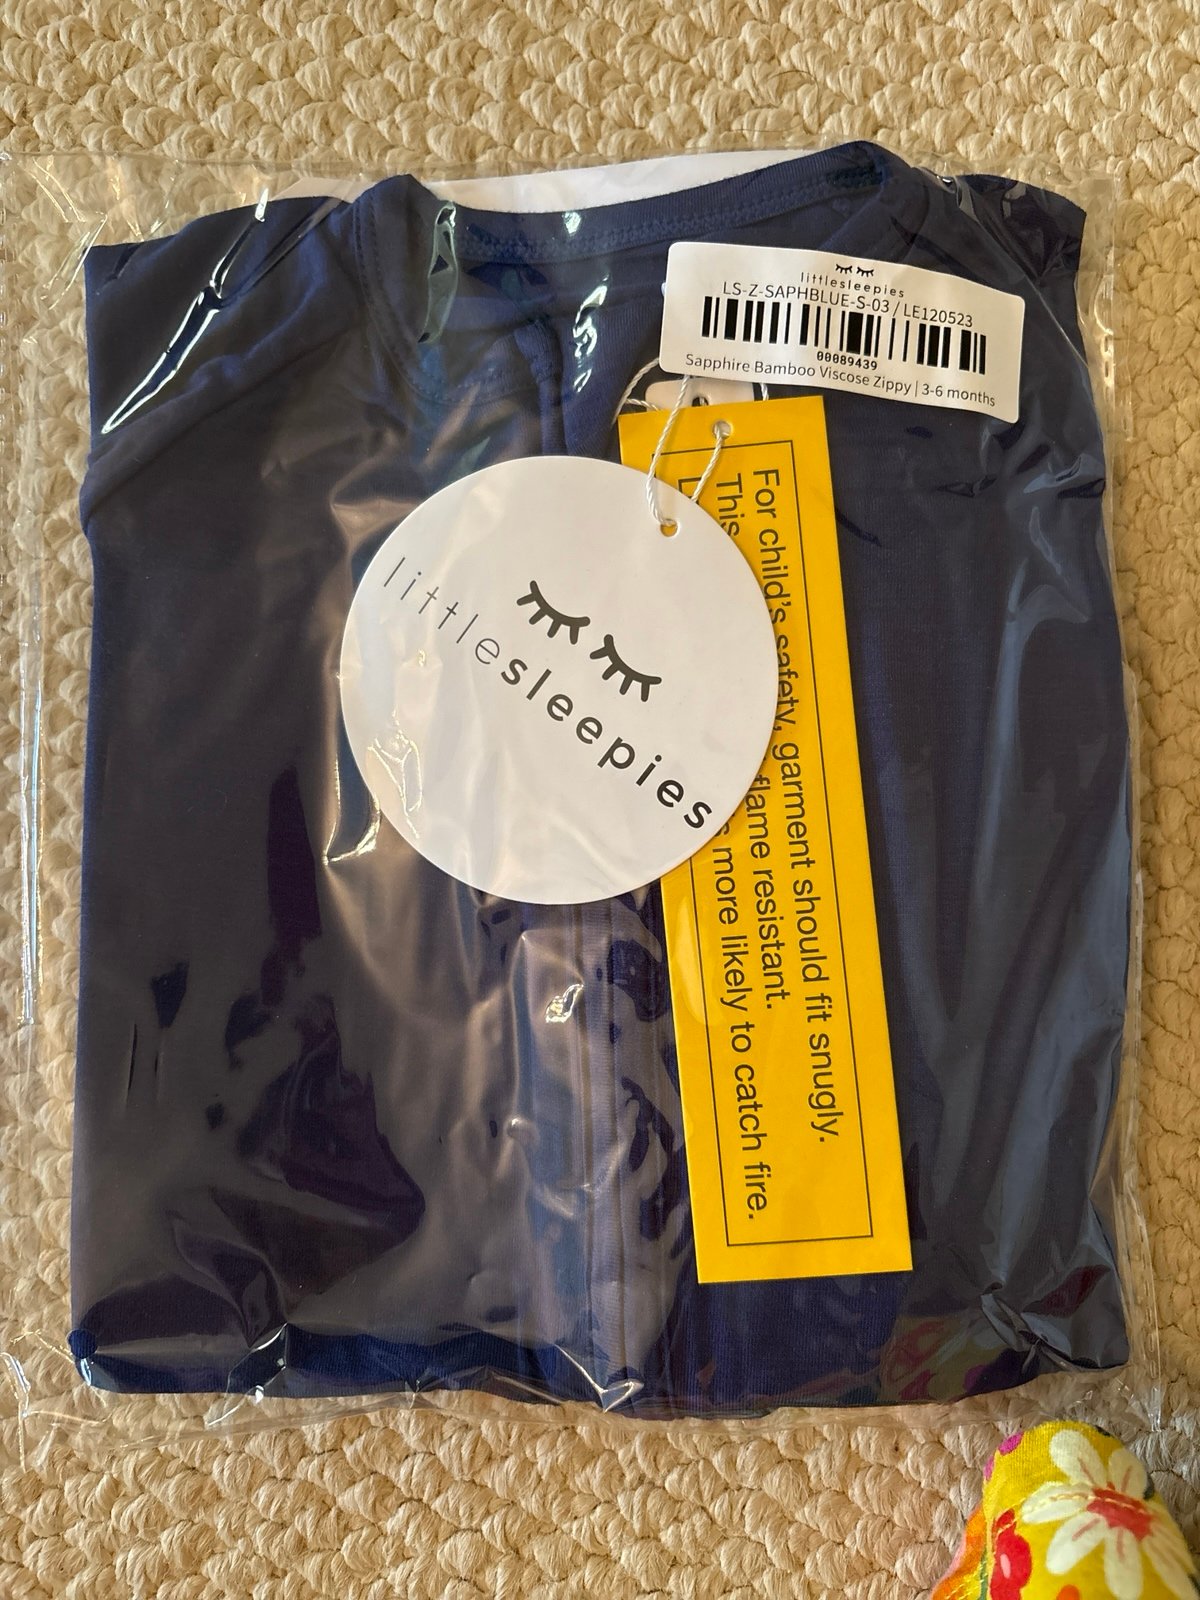 littlesleepies
LS-Z-SAPHBLUE-S-03 / LE120523
00089439
Sapphire Bamboo Viscose Zippy | 3-6 months
littlesleepies
For child's safety, garment should fit snugly.
This flame resistant.
more likely to catch fire.